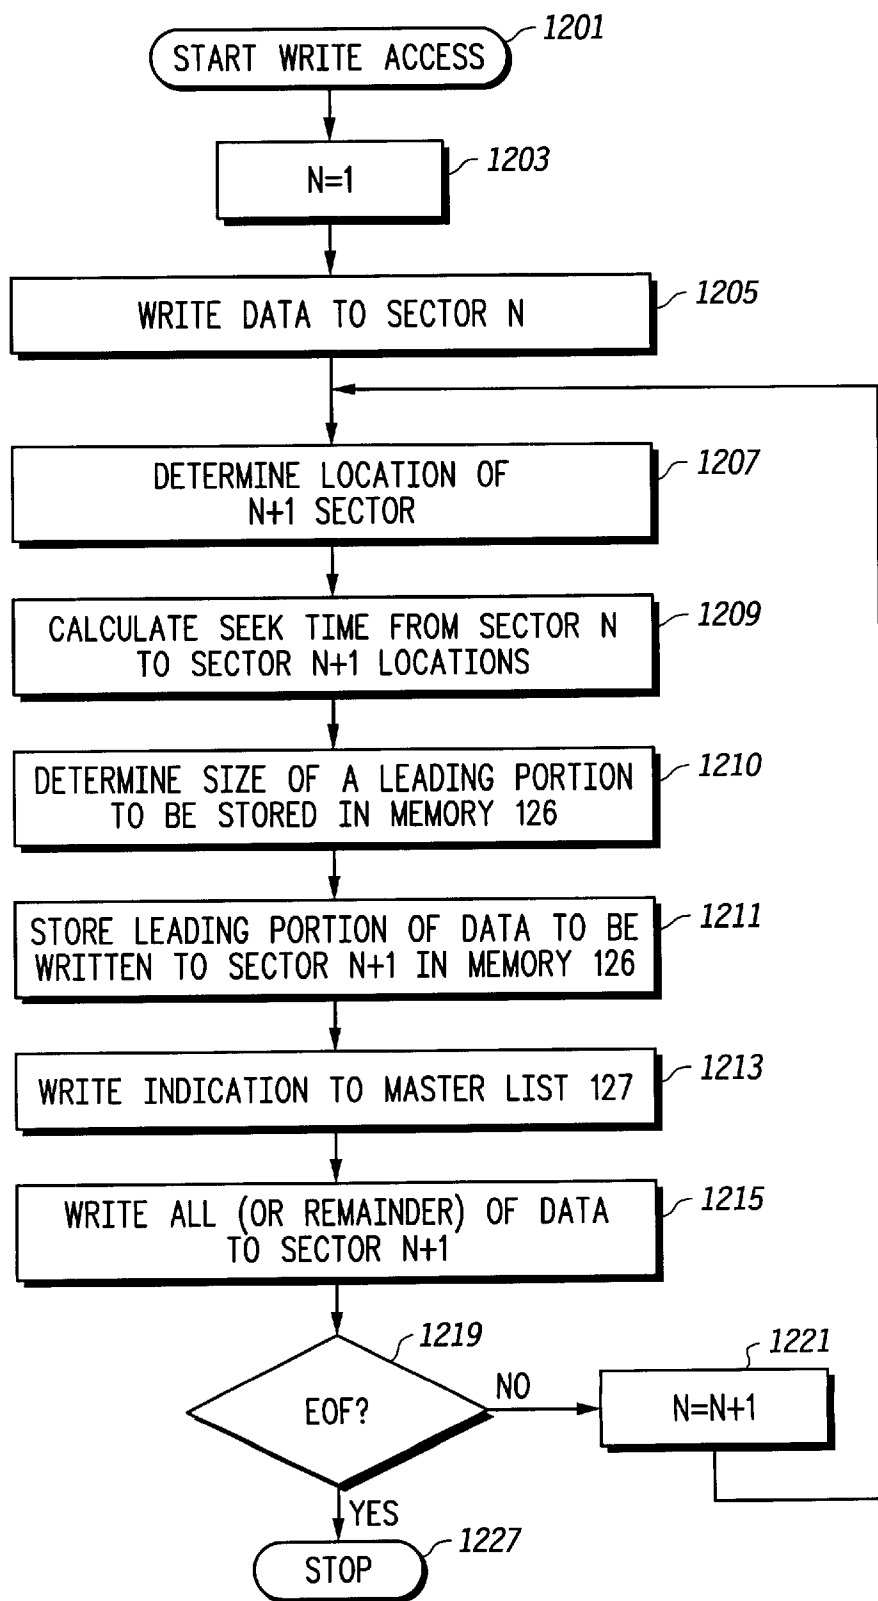 START WRITE ACCESS
1201
N=1
1203
WRITE DATA TO SECTOR N
1205
DETERMINE LOCATION OF
N+1 SECTOR
1207
CALCULATE SEEK TIME FROM SECTOR N
TO SECTOR N+1 LOCATIONS
1209
DETERMINE SIZE OF A LEADING PORTION
TO BE STORED IN MEMORY 126
1210
STORE LEADING PORTION OF DATA TO BE
WRITTEN TO SECTOR N+1 IN MEMORY 126
1211
WRITE INDICATION TO MASTER LIST 127
1213
WRITE ALL (OR REMAINDER) OF DATA
TO SECTOR N+1
1215
EOF?
1219
NO
N=N+1
1221
YES
STOP
1227